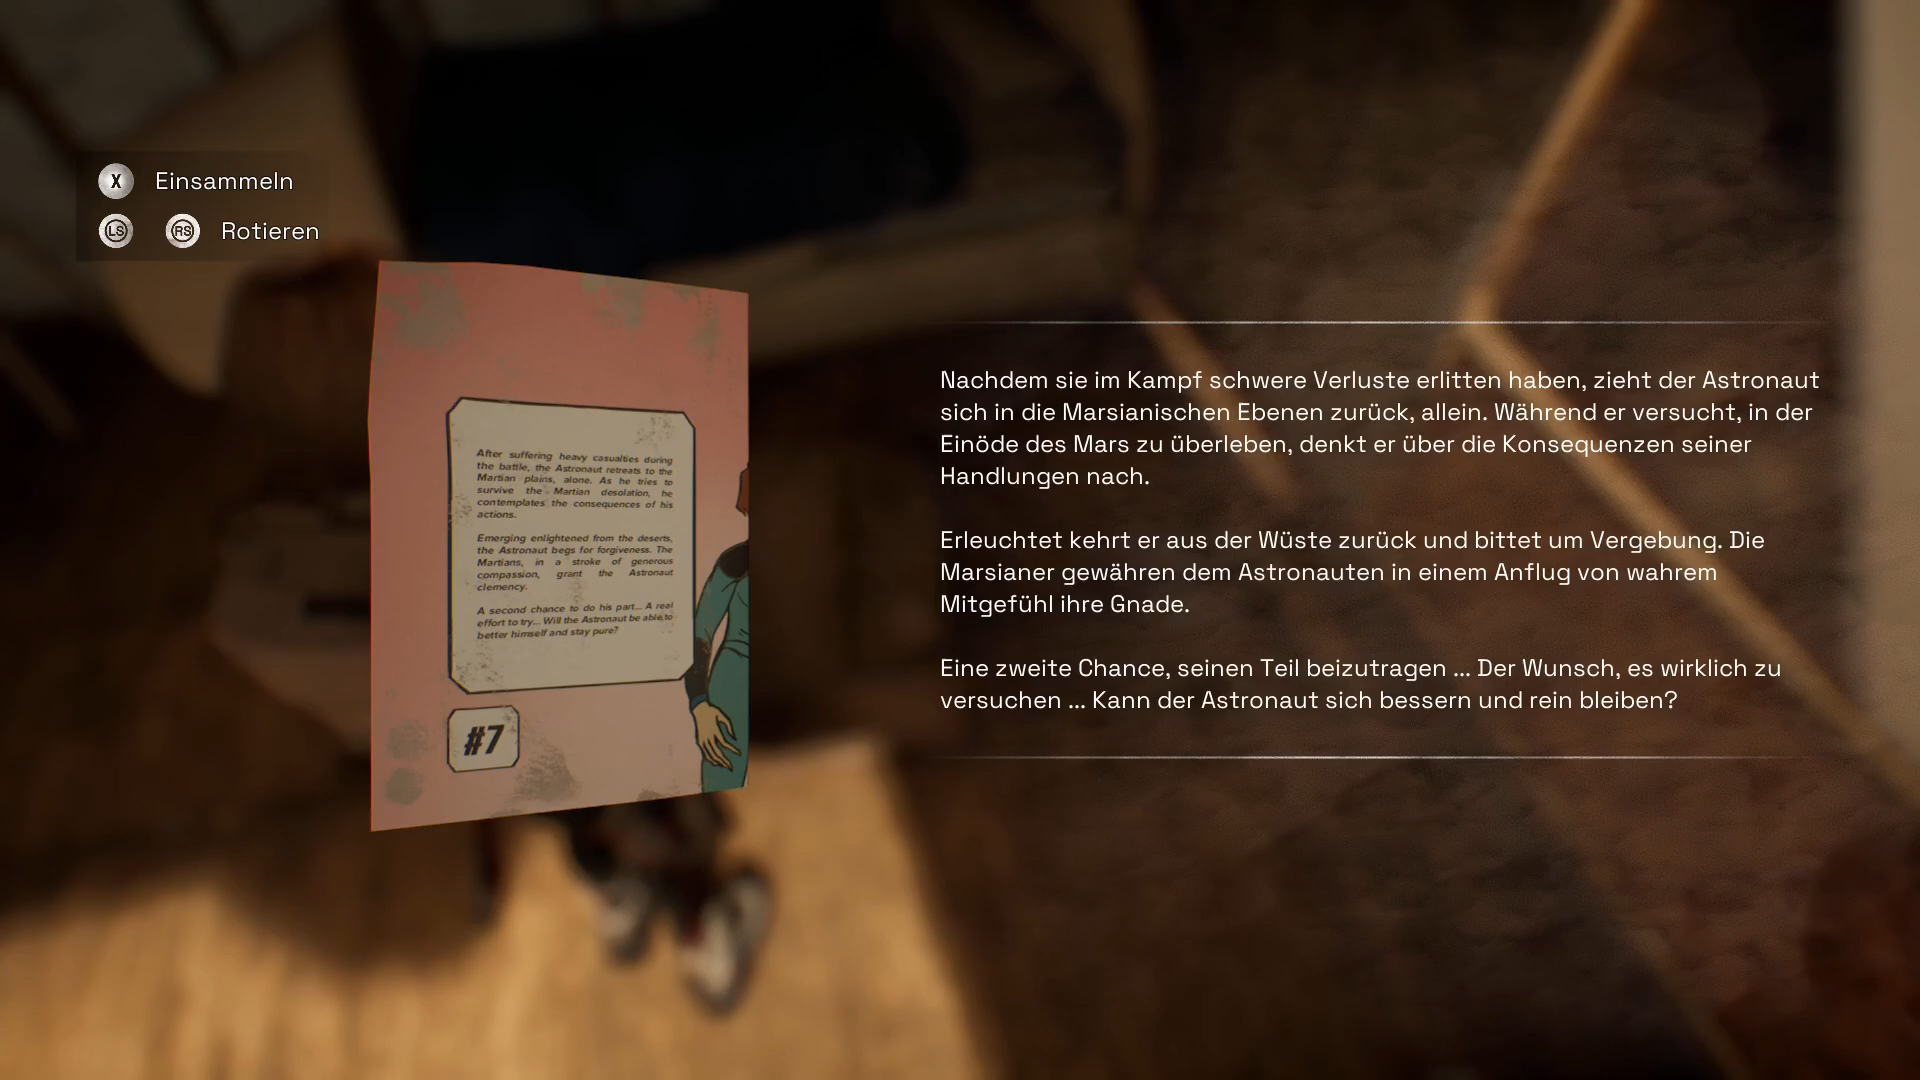 X Einsammeln
LS RS Rotieren
After suffering heavy casualties during
the battle, the Astronaut retreats to the
Martian plains, alone. As he tries to
survive the Martian desolation, he
contemplates the consequences of his
actions.
Emerging enlightened from the deserts,
the Astronaut begs for forgiveness. The
Martians, in a stroke of generous
compassion, grant the Astronaut
clemency.
A second chance to do his part... A real
effort to try... Will the Astronaut be able to
better himself and stay pure?
#7
Nachdem sie im Kampf schwere Verluste erlitten haben, zieht der Astronaut
sich in die Marsianischen Ebenen zurück, allein. Während er versucht, in der
Einöde des Mars zu überleben, denkt er über die Konsequenzen seiner
Handlungen nach.
Erleuchtet kehrt er aus der Wüste zurück und bittet um Vergebung. Die
Marsianer gewähren dem Astronauten in einem Anflug von wahrem
Mitgefühl ihre Gnade.
Eine zweite Chance, seinen Teil beizutragen ... Der Wunsch, es wirklich zu
versuchen ... Kann der Astronaut sich bessern und rein bleiben?